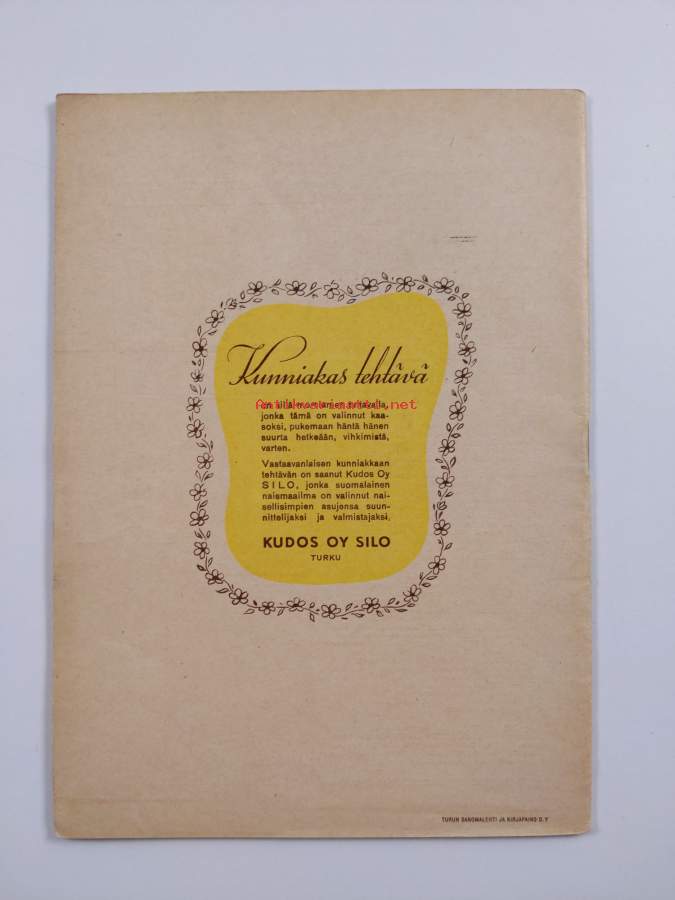 Kunniakas tehtävä
Antikvariaatti.net
jonka tämä on valinnut kaa-
soksi, pukemaan häntä hänen
suurta hetkeään, vihkimistä,
varten.
Vastaavanlaisen kunniakkaan
tehtävän on saanut Kudos Oy
SILO, jonka suomalainen
naismaailma on valinnut nai-
sellisimpien asujensa suun-
nittelijaksi ja valmistajaksi.
KUDOS OY SILO
TURKU
TURUN SANOMALEHTI JA KIRJAPAINO O.Y